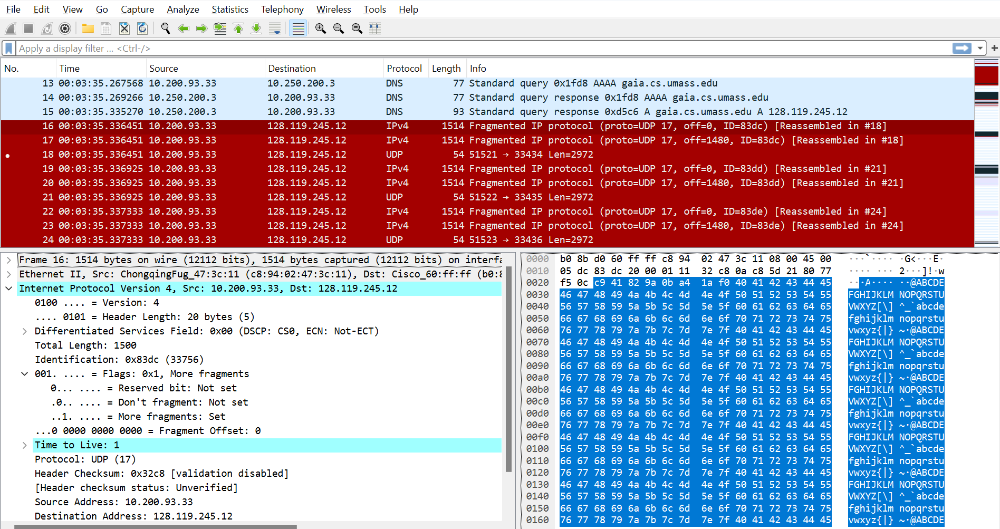 File Edit View Go Capture Analyze Statistics Telephony Wireless Tools Help
Apply a display filter ... <Ctrl-/>
No. Time Source Destination Protocol Length Info
13 00:03:35.267568 10.200.93.33 10.250.200.3 DNS 77 Standard query 0x1fd8 AAAA gaia.cs.umass.edu
14 00:03:35.269266 10.250.200.3 10.200.93.33 DNS 77 Standard query response 0x1fd8 AAAA gaia.cs.umass.edu
15 00:03:35.335270 10.250.200.3 10.200.93.33 DNS 93 Standard query response 0xd5c6 A gaia.cs.umass.edu A 128.119.245.12
16 00:03:35.336451 10.200.93.33 128.119.245.12 IPv4 1514 Fragmented IP protocol (proto=UDP 17, off=0, ID=83dc) [Reassembled in #18]
17 00:03:35.336451 10.200.93.33 128.119.245.12 IPv4 1514 Fragmented IP protocol (proto=UDP 17, off=1480, ID=83dc) [Reassembled in #18]
18 00:03:35.336451 10.200.93.33 128.119.245.12 UDP 54 51521 → 33434 Len=2972
19 00:03:35.336925 10.200.93.33 128.119.245.12 IPv4 1514 Fragmented IP protocol (proto=UDP 17, off=0, ID=83dd) [Reassembled in #21]
20 00:03:35.336925 10.200.93.33 128.119.245.12 IPv4 1514 Fragmented IP protocol (proto=UDP 17, off=1480, ID=83dd) [Reassembled in #21]
21 00:03:35.336925 10.200.93.33 128.119.245.12 UDP 54 51522 → 33435 Len=2972
22 00:03:35.337333 10.200.93.33 128.119.245.12 IPv4 1514 Fragmented IP protocol (proto=UDP 17, off=0, ID=83de) [Reassembled in #24]
23 00:03:35.337333 10.200.93.33 128.119.245.12 IPv4 1514 Fragmented IP protocol (proto=UDP 17, off=1480, ID=83de) [Reassembled in #24]
24 00:03:35.337333 10.200.93.33 128.119.245.12 UDP 54 51523 → 33436 Len=2972
Frame 16: 1514 bytes on wire (12112 bits), 1514 bytes captured (12112 bits) on interfa
Ethernet II, Src: ChongqingFug_47:3c:11 (c8:94:02:47:3c:11), Dst: Cisco_60:ff:ff (b0:8
Internet Protocol Version 4, Src: 10.200.93.33, Dst: 128.119.245.12
0100 .... = Version: 4
.... 0101 = Header Length: 20 bytes (5)
Differentiated Services Field: 0x00 (DSCP: CS0, ECN: Not-ECT)
Total Length: 1500
Identification: 0x83dc (33756)
001. .... = Flags: 0x1, More fragments
0... .... = Reserved bit: Not set
.0.. .... = Don't fragment: Not set
..1. .... = More fragments: Set
...0 0000 0000 0000 = Fragment Offset: 0
Time to Live: 1
Protocol: UDP (17)
Header Checksum: 0x32c8 [validation disabled]
[Header checksum status: Unverified]
Source Address: 10.200.93.33
Destination Address: 128.119.245.12
0000 b0 8b d0 60 ff ff c8 94 02 47 3c 11 08 00 45 00 ···`···· ·G<···E·
0010 05 dc 83 dc 20 00 01 11 32 c8 0a c8 5d 21 80 77 ···· ··· 2···]!·w
0020 f5 0c c9 41 82 9a 0b a4 1a f0 40 41 42 43 44 45 ···A···· ··@ABCDE
0030 46 47 48 49 4a 4b 4c 4d 4e 4f 50 51 52 53 54 55 FGHIJKLM NOPQRSTU
0040 56 57 58 59 5a 5b 5c 5d 5e 5f 60 61 62 63 64 65 VWXYZ[\] ^_`abcde
0050 66 67 68 69 6a 6b 6c 6d 6e 6f 70 71 72 73 74 75 fghijklm nopqrstu
0060 76 77 78 79 7a 7b 7c 7d 7e 7f 40 41 42 43 44 45 vwxyz{|} ~·@ABCDE
0070 46 47 48 49 4a 4b 4c 4d 4e 4f 50 51 52 53 54 55 FGHIJKLM NOPQRSTU
0080 56 57 58 59 5a 5b 5c 5d 5e 5f 60 61 62 63 64 65 VWXYZ[\] ^_`abcde
0090 66 67 68 69 6a 6b 6c 6d 6e 6f 70 71 72 73 74 75 fghijklm nopqrstu
00a0 76 77 78 79 7a 7b 7c 7d 7e 7f 40 41 42 43 44 45 vwxyz{|} ~·@ABCDE
00b0 46 47 48 49 4a 4b 4c 4d 4e 4f 50 51 52 53 54 55 FGHIJKLM NOPQRSTU
00c0 56 57 58 59 5a 5b 5c 5d 5e 5f 60 61 62 63 64 65 VWXYZ[\] ^_`abcde
00d0 66 67 68 69 6a 6b 6c 6d 6e 6f 70 71 72 73 74 75 fghijklm nopqrstu
00e0 76 77 78 79 7a 7b 7c 7d 7e 7f 40 41 42 43 44 45 vwxyz{|} ~·@ABCDE
00f0 46 47 48 49 4a 4b 4c 4d 4e 4f 50 51 52 53 54 55 FGHIJKLM NOPQRSTU
0100 56 57 58 59 5a 5b 5c 5d 5e 5f 60 61 62 63 64 65 VWXYZ[\] ^_`abcde
0110 66 67 68 69 6a 6b 6c 6d 6e 6f 70 71 72 73 74 75 fghijklm nopqrstu
0120 76 77 78 79 7a 7b 7c 7d 7e 7f 40 41 42 43 44 45 vwxyz{|} ~·@ABCDE
0130 46 47 48 49 4a 4b 4c 4d 4e 4f 50 51 52 53 54 55 FGHIJKLM NOPQRSTU
0140 56 57 58 59 5a 5b 5c 5d 5e 5f 60 61 62 63 64 65 VWXYZ[\] ^_`abcde
0150 66 67 68 69 6a 6b 6c 6d 6e 6f 70 71 72 73 74 75 fghijklm nopqrstu
0160 76 77 78 79 7a 7b 7c 7d 7e 7f 40 41 42 43 44 45 vwxyz{|} ~·@ABCDE